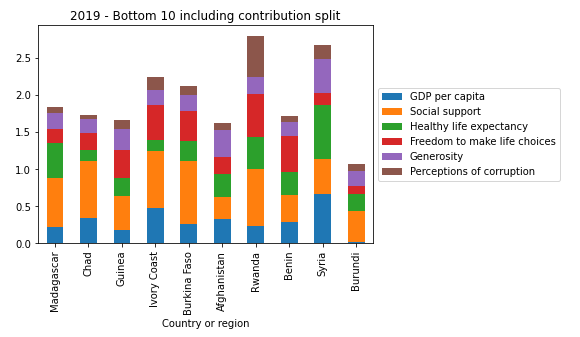 2019 - Bottom 10 including contribution split
2.5
2.0
1.5
1.0
0.5
0.0
Madagascar
Chad
Guinea
Ivory Coast
Burkina Faso
Afghanistan
Rwanda
Benin
Syria
Burundi
Country or region
GDP per capita
Social support
Healthy life expectancy
Freedom to make life choices
Generosity
Perceptions of corruption